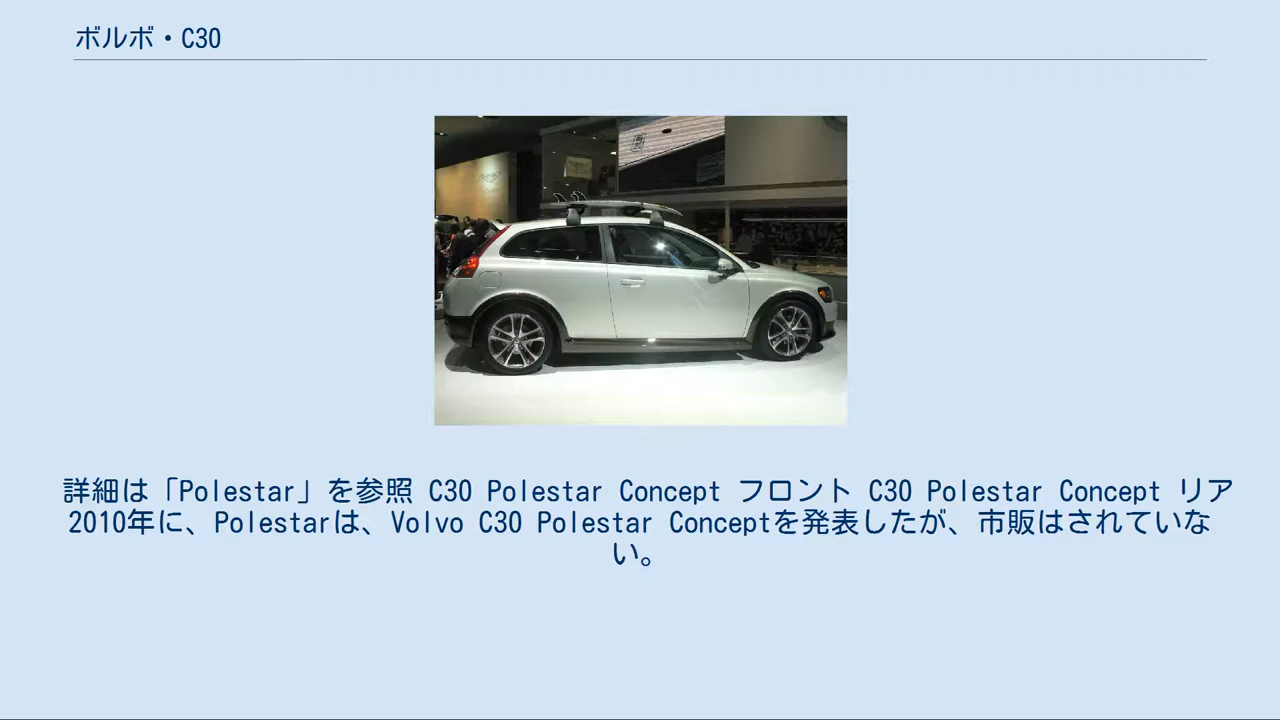 ボルボ・C30
詳細は「Polestar」を参照 C30 Polestar Concept フロント C30 Polestar Concept リア
2010年に、Polestarは、Volvo C30 Polestar Conceptを発表したが、市販はされていな
い。